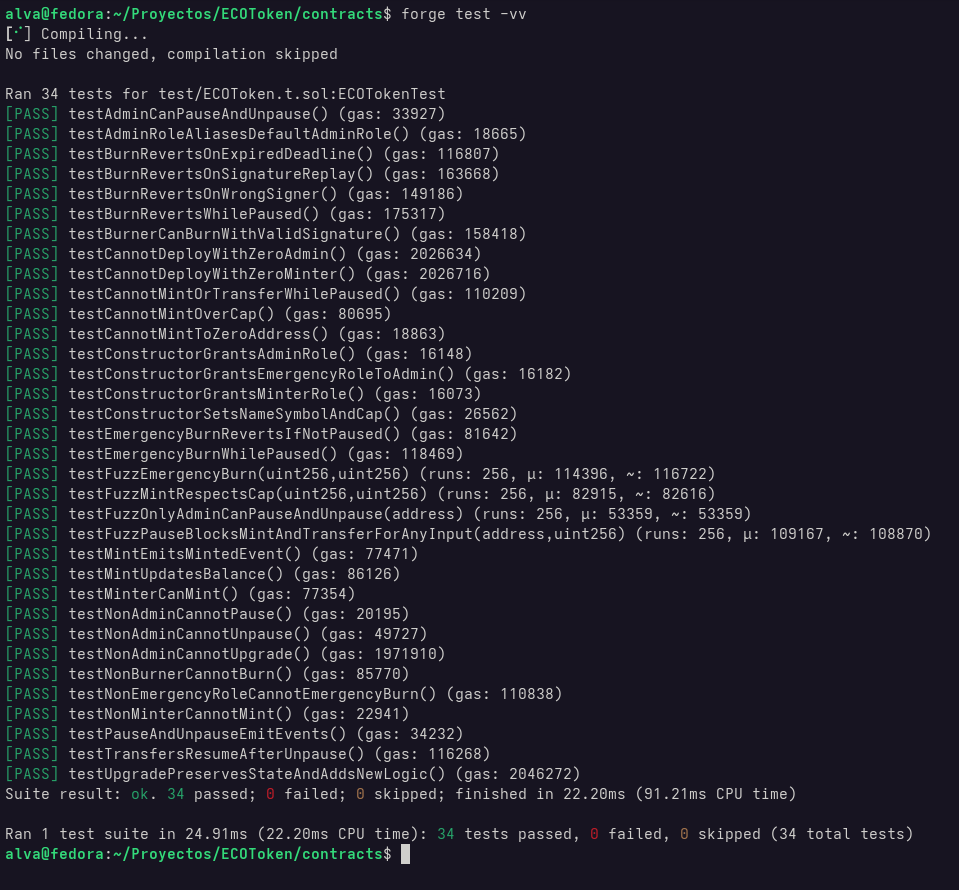 alva@fedora:~/Proyectos/ECOToken/contracts$ forge test -vv
[⠊] Compiling...
No files changed, compilation skipped

Ran 34 tests for test/ECOToken.t.sol:ECOTokenTest
[PASS] testAdminCanPauseAndUnpause() (gas: 33927)
[PASS] testAdminRoleAliasesDefaultAdminRole() (gas: 18665)
[PASS] testBurnRevertsOnExpiredDeadline() (gas: 116807)
[PASS] testBurnRevertsOnSignatureReplay() (gas: 163668)
[PASS] testBurnRevertsOnWrongSigner() (gas: 149186)
[PASS] testBurnRevertsWhilePaused() (gas: 175317)
[PASS] testBurnerCanBurnWithValidSignature() (gas: 158418)
[PASS] testCannotDeployWithZeroAdmin() (gas: 2026634)
[PASS] testCannotDeployWithZeroMinter() (gas: 2026716)
[PASS] testCannotMintOrTransferWhilePaused() (gas: 110209)
[PASS] testCannotMintOverCap() (gas: 80695)
[PASS] testCannotMintToZeroAddress() (gas: 18863)
[PASS] testConstructorGrantsAdminRole() (gas: 16148)
[PASS] testConstructorGrantsEmergencyRoleToAdmin() (gas: 16182)
[PASS] testConstructorGrantsMinterRole() (gas: 16073)
[PASS] testConstructorSetsNameSymbolAndCap() (gas: 26562)
[PASS] testEmergencyBurnRevertsIfNotPaused() (gas: 81642)
[PASS] testEmergencyBurnWhilePaused() (gas: 118469)
[PASS] testFuzzEmergencyBurn(uint256,uint256) (runs: 256, μ: 114396, ~: 116722)
[PASS] testFuzzMintRespectsCap(uint256,uint256) (runs: 256, μ: 82915, ~: 82616)
[PASS] testFuzzOnlyAdminCanPauseAndUnpause(address) (runs: 256, μ: 53359, ~: 53359)
[PASS] testFuzzPauseBlocksMintAndTransferForAnyInput(address,uint256) (runs: 256, μ: 109167, ~: 108870)
[PASS] testMintEmitsMintedEvent() (gas: 77471)
[PASS] testMintUpdatesBalance() (gas: 86126)
[PASS] testMinterCanMint() (gas: 77354)
[PASS] testNonAdminCannotPause() (gas: 20195)
[PASS] testNonAdminCannotUnpause() (gas: 49727)
[PASS] testNonAdminCannotUpgrade() (gas: 1971910)
[PASS] testNonBurnerCannotBurn() (gas: 85770)
[PASS] testNonEmergencyRoleCannotEmergencyBurn() (gas: 110838)
[PASS] testNonMinterCannotMint() (gas: 22941)
[PASS] testPauseAndUnpauseEmitEvents() (gas: 34232)
[PASS] testTransfersResumeAfterUnpause() (gas: 116268)
[PASS] testUpgradePreservesStateAndAddsNewLogic() (gas: 2046272)
Suite result: ok. 34 passed; 0 failed; 0 skipped; finished in 22.20ms (91.21ms CPU time)

Ran 1 test suite in 24.91ms (22.20ms CPU time): 34 tests passed, 0 failed, 0 skipped (34 total tests)
alva@fedora:~/Proyectos/ECOToken/contracts$